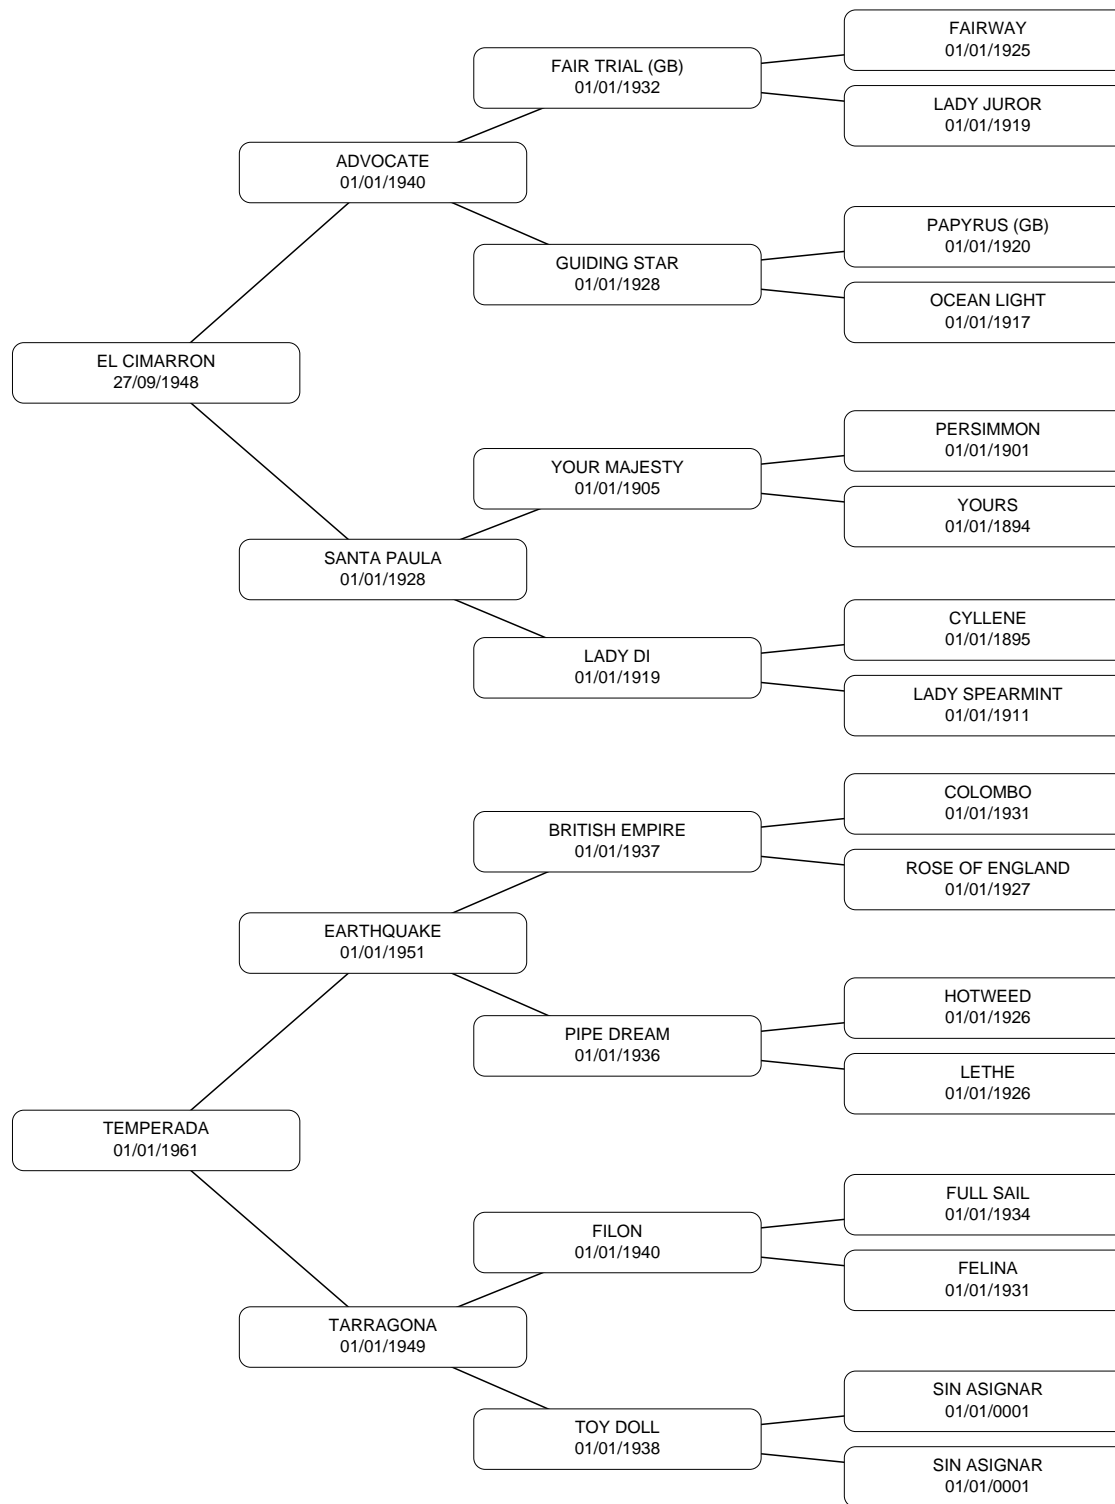 FAIRWAY
01/01/1925
FAIR TRIAL (GB)
01/01/1932
LADY JUROR
01/01/1919
ADVOCATE
01/01/1940
PAPYRUS (GB)
01/01/1920
GUIDING STAR
01/01/1928
OCEAN LIGHT
01/01/1917
EL CIMARRON
27/09/1948
PERSIMMON
01/01/1901
YOUR MAJESTY
01/01/1905
YOURS
01/01/1894
SANTA PAULA
01/01/1928
CYLLENE
01/01/1895
LADY DI
01/01/1919
LADY SPEARMINT
01/01/1911
COLOMBO
01/01/1931
BRITISH EMPIRE
01/01/1937
ROSE OF ENGLAND
01/01/1927
EARTHQUAKE
01/01/1951
HOTWEED
01/01/1926
PIPE DREAM
01/01/1936
LETHE
01/01/1926
TEMPERADA
01/01/1961
FULL SAIL
01/01/1934
FILON
01/01/1940
FELINA
01/01/1931
TARRAGONA
01/01/1949
SIN ASIGNAR
01/01/0001
TOY DOLL
01/01/1938
SIN ASIGNAR
01/01/0001